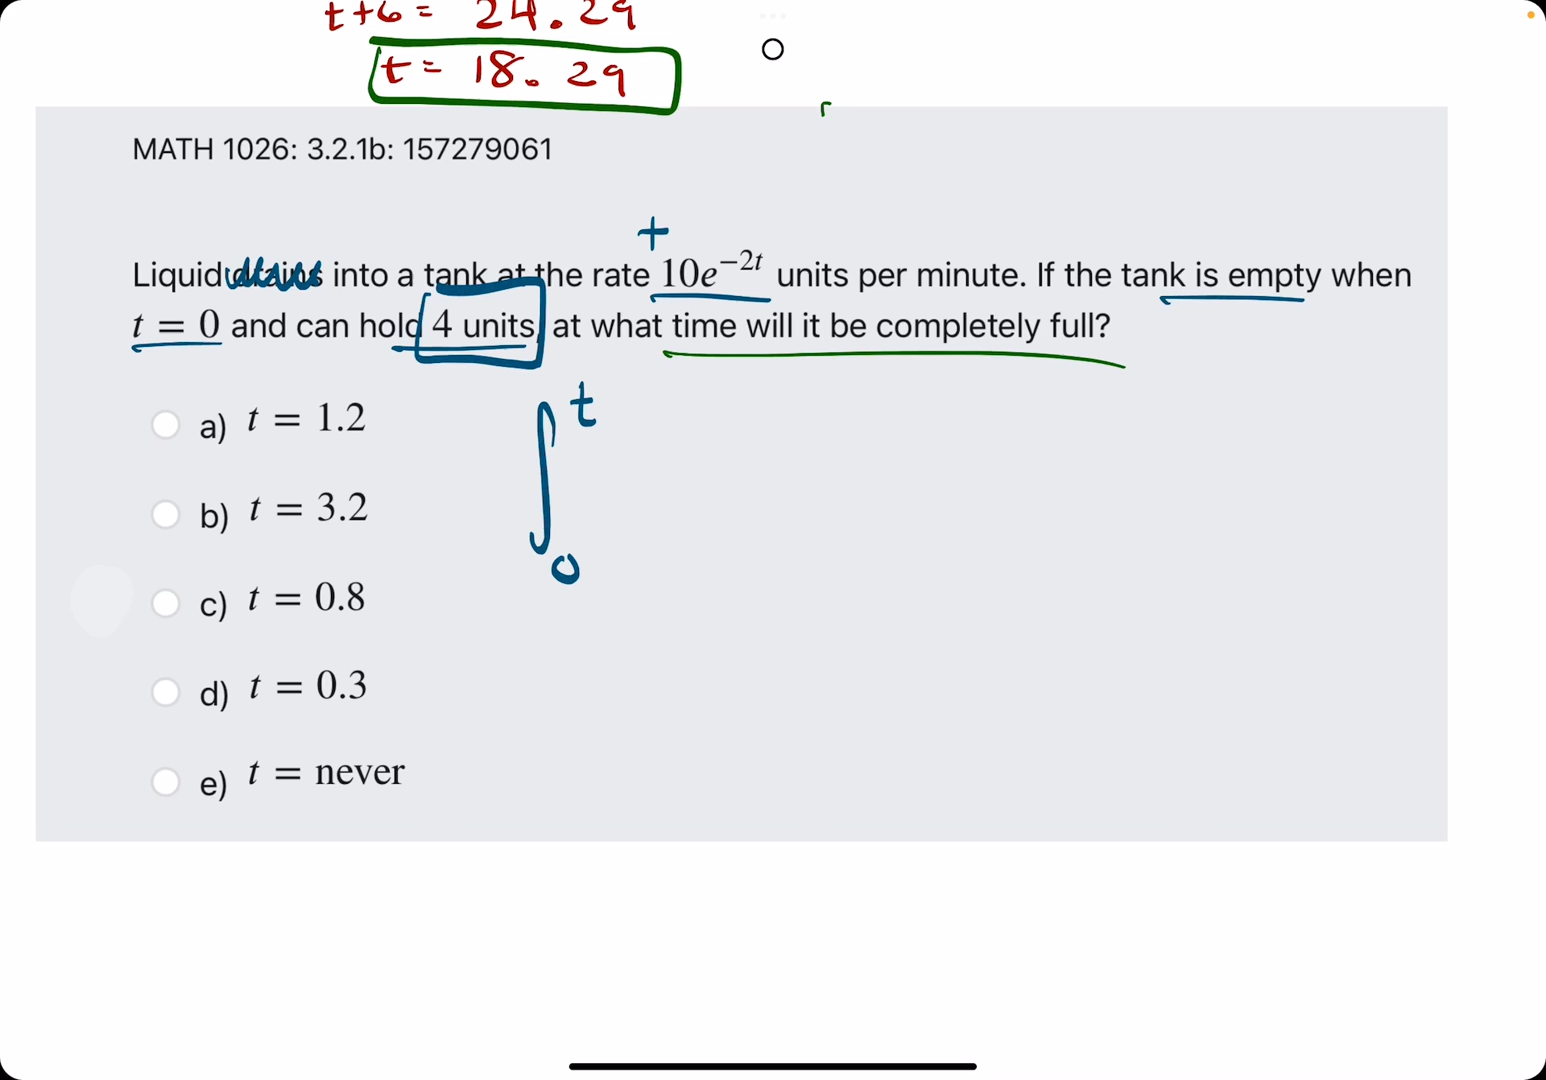 t+6 = 24.29
t = 18.29
MATH 1026: 3.2.1b: 157279061
+
Liquid drains into a tank at the rate 10e^{-2t} units per minute. If the tank is empty when
t = 0 and can hold 4 units, at what time will it be completely full?
a) t = 1.2
b) t = 3.2
c) t = 0.8
d) t = 0.3
e) t = never
∫
t
0